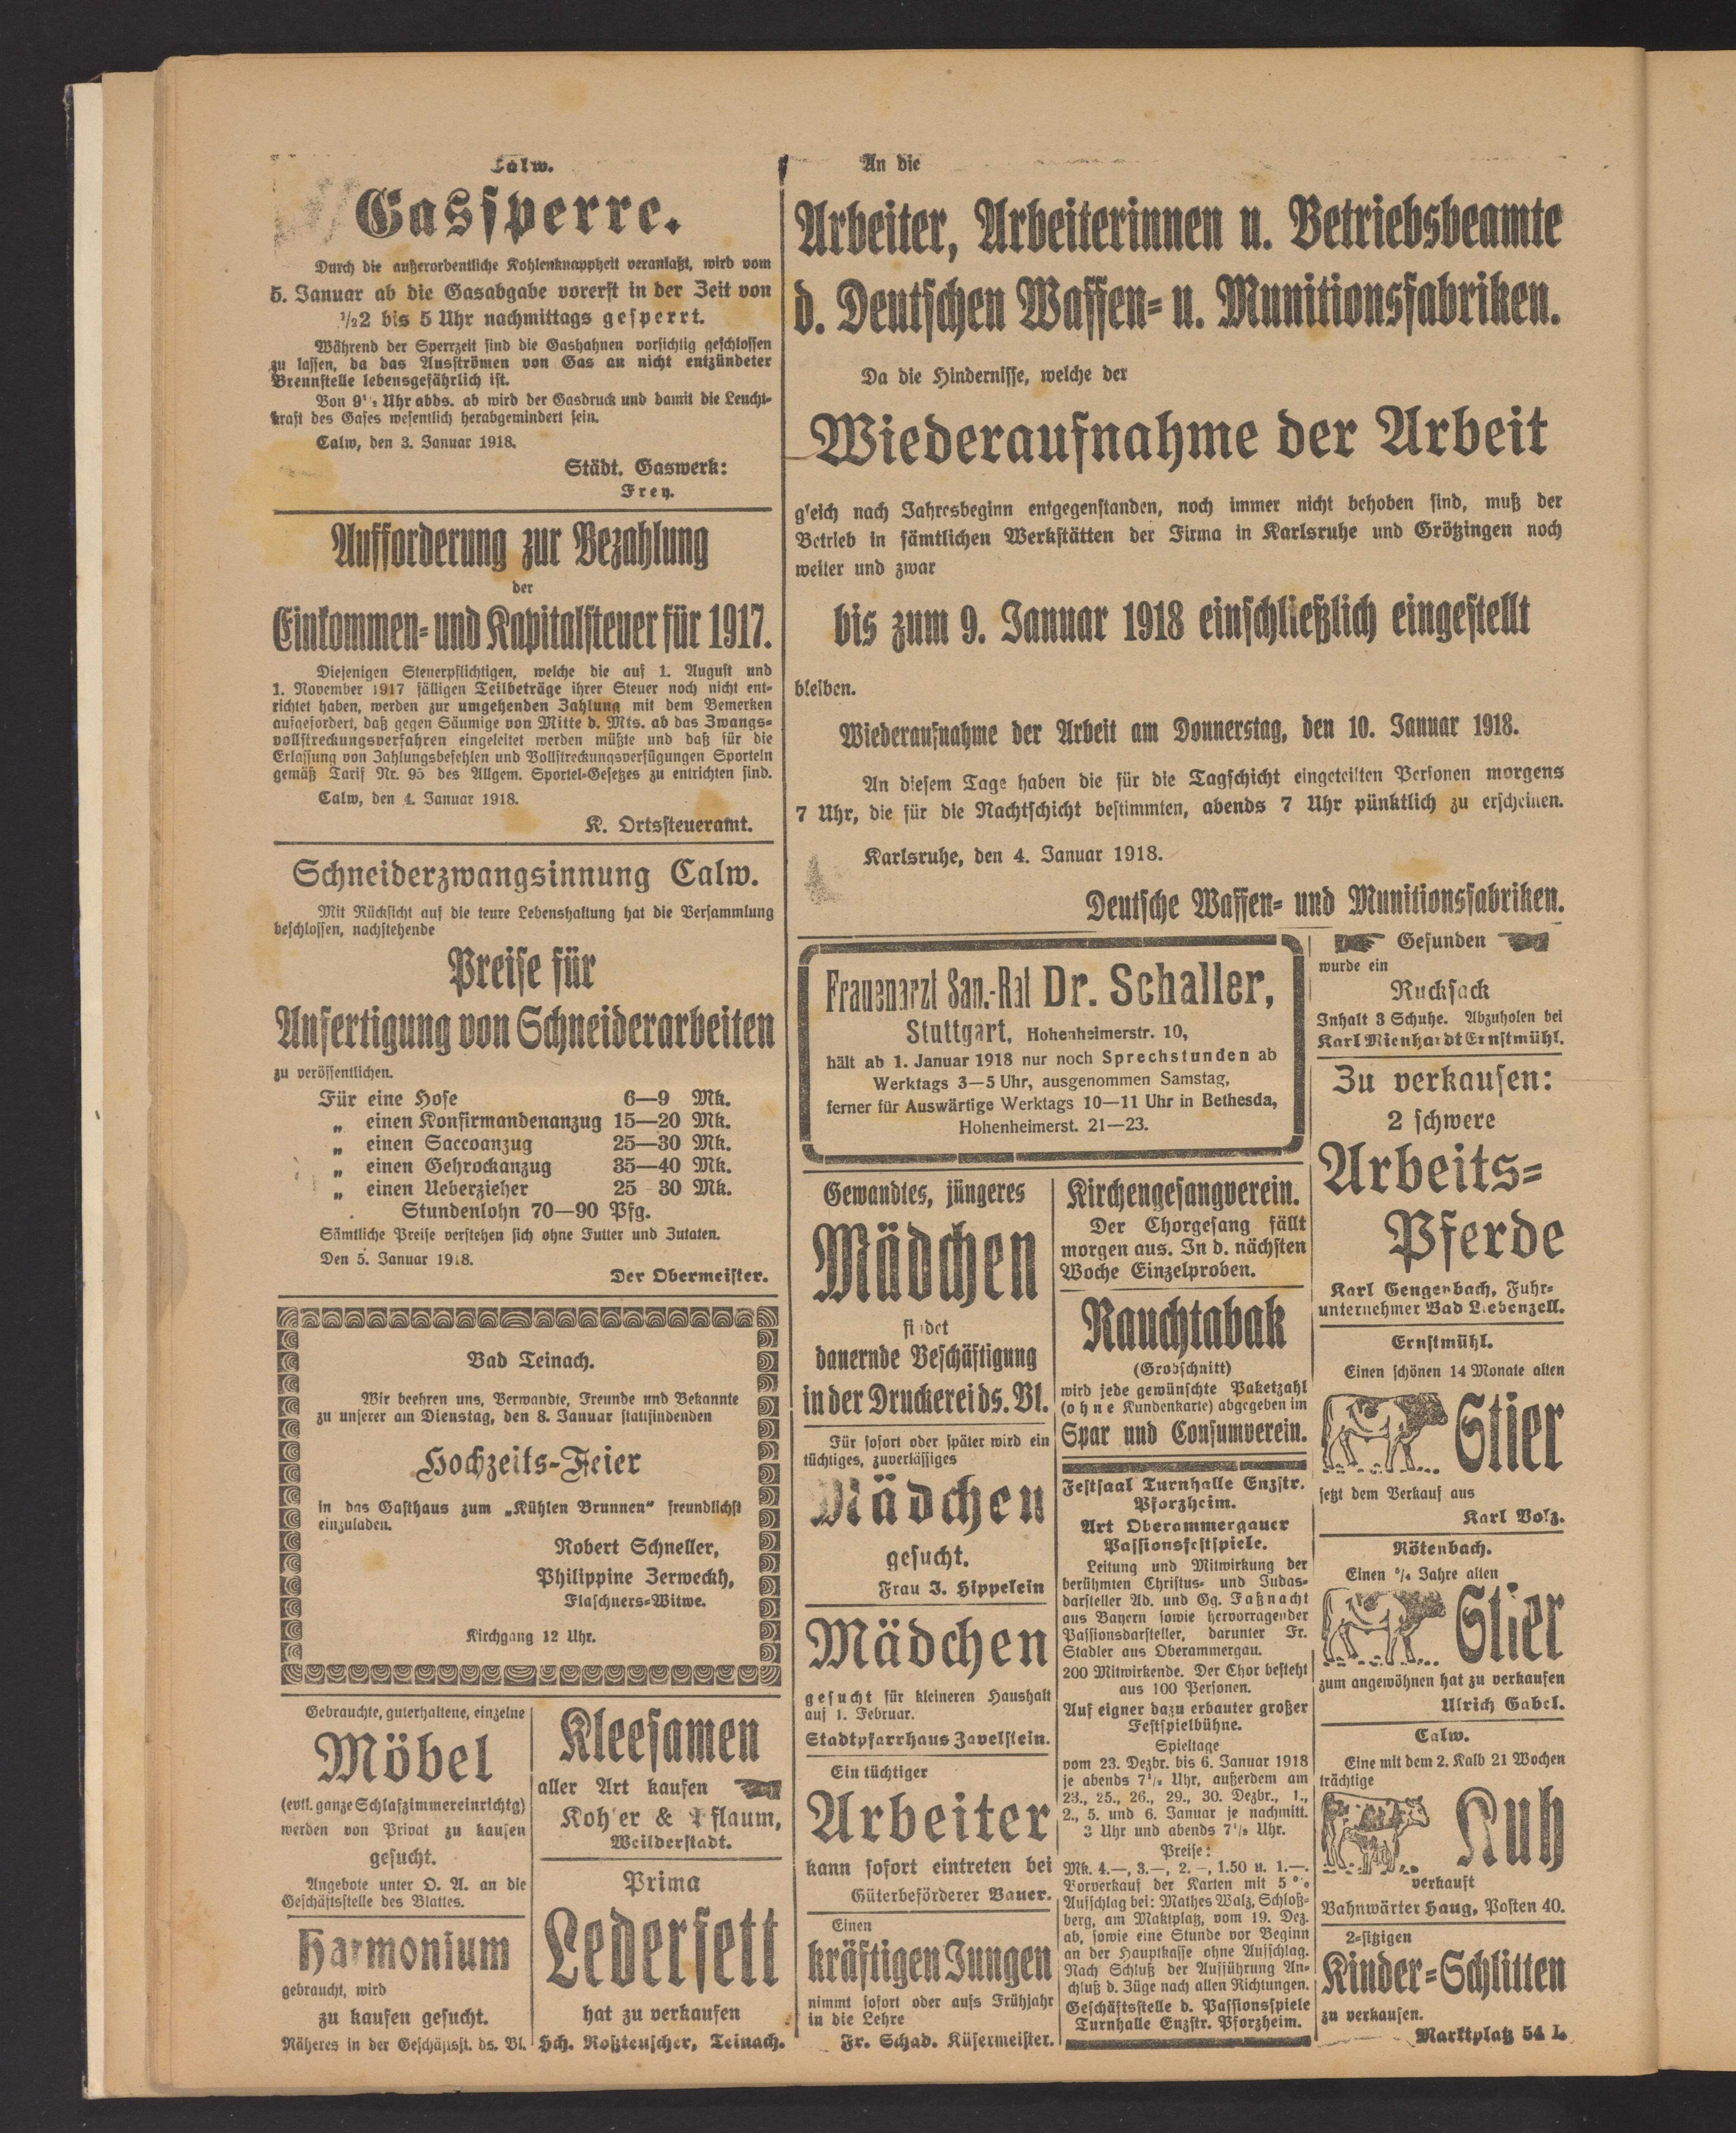 Calw.
Gassperre.
Durch die außerordentliche Kohlenknappheit veranlaßt, wird vom
5. Januar ab die Gasabgabe vorerst in der Zeit von
½2 bis 5 Uhr nachmittags gesperrt.
Während der Sperrzeit sind die Gashahnen vorsichtig geschlossen
zu lassen, da das Ausströmen von Gas an nicht entzündeter
Brennstelle lebensgefährlich ist.
Von 9½ Uhr abds. ab wird der Gasdruck und damit die Leucht-
kraft des Gases wesentlich herabgemindert sein.
Calw, den 3. Januar 1918.
Städt. Gaswerk:
Frey.
Aufforderung zur Bezahlung
der
Einkommen- und Kapitalsteuer für 1917.
Diejenigen Steuerpflichtigen, welche die auf 1. August und
1. November 1917 fälligen Teilbeträge ihrer Steuer noch nicht ent-
richtet haben, werden zur umgehenden Zahlung mit dem Bemerken
aufgefordert, daß gegen Säumige von Mitte d. Mts. ab das Zwangs-
vollstreckungsverfahren eingeleitet werden müßte und daß für die
Erlassung von Zahlungsbefehlen und Vollstreckungsverfügungen Sporteln
gemäß Tarif Nr. 95 des Allgem. Sportel-Gesetzes zu entrichten sind.
Calw, den 4. Januar 1918.
K. Ortssteueramt.
Schneiderzwangsinnung Calw.
Mit Rücksicht auf die teure Lebenshaltung hat die Versammlung
beschlossen, nachstehende
Preise für
Anfertigung von Schneiderarbeiten
zu veröffentlichen.
Für eine Hose 6—9 Mk.
„ einen Konfirmandenanzug 15—20 Mk.
„ einen Saccoanzug 25—30 Mk.
„ einen Gehrockanzug 35—40 Mk.
„ einen Ueberzieher 25—30 Mk.
Stundenlohn 70—90 Pfg.
Sämtliche Preise verstehen sich ohne Futter und Zutaten.
Den 5. Januar 1918.
Der Obermeister.
Bad Teinach.
Wir beehren uns, Verwandte, Freunde und Bekannte
zu unserer am Dienstag, den 8. Januar stattfindenden
Hochzeits-Feier
in das Gasthaus zum „Kühlen Brunnen“ freundlichst
einzuladen.
Robert Schneller,
Philippine Zerweckh,
Flaschners-Witwe.
Kirchgang 12 Uhr.
Gebrauchte, guterhaltene, einzelne
Möbel
(evtl. ganze Schlafzimmereinrichtg)
werden von Privat zu kaufen
gesucht.
Angebote unter O. A. an die
Geschäftsstelle des Blattes.
Harmonium
gebraucht, wird
zu kaufen gesucht.
Näheres in der Geschäftsst. ds. Bl.
Kleesamen
aller Art kaufen
Kohler & Pflaum,
Weilderstadt.
Prima
Lederfett
hat zu verkaufen
Hch. Roßteuscher, Teinach.
An die
Arbeiter, Arbeiterinnen u. Betriebsbeamte
d. Deutschen Waffen- u. Munitionsfabriken.
Da die Hindernisse, welche der
Wiederaufnahme der Arbeit
gleich nach Jahresbeginn entgegenstanden, noch immer nicht behoben sind, muß der
Betrieb in sämtlichen Werkstätten der Firma in Karlsruhe und Grötzingen noch
weiter und zwar
bis zum 9. Januar 1918 einschließlich eingestellt
bleiben.
Wiederaufnahme der Arbeit am Donnerstag, den 10. Januar 1918.
An diesem Tage haben die für die Tagschicht eingeteilten Personen morgens
7 Uhr, die für die Nachtschicht bestimmten, abends 7 Uhr pünktlich zu erscheinen.
Karlsruhe, den 4. Januar 1918.
Deutsche Waffen- und Munitionsfabriken.
Frauenarzt San.-Rat Dr. Schaller,
Stuttgart, Hohenheimerstr. 10,
hält ab 1. Januar 1918 nur noch Sprechstunden ab
Werktags 3—5 Uhr, ausgenommen Samstag,
ferner für Auswärtige Werktags 10—11 Uhr in Bethesda,
Hohenheimerst. 21—23.
Gewandtes, jüngeres
Mädchen
findet
dauernde Beschäftigung
in der Druckerei ds. Bl.
Für sofort oder später wird ein
tüchtiges, zuverlässiges
Mädchen
gesucht.
Frau J. Hippelein
Mädchen
gesucht für kleineren Haushalt
auf 1. Februar.
Stadtpfarrhaus Zavelstein.
Ein tüchtiger
Arbeiter
kann sofort eintreten bei
Güterbeförderer Bauer.
Einen
kräftigen Jungen
nimmt sofort oder aufs Frühjahr
in die Lehre
Fr. Schad. Küfermeister.
Kirchengesangverein.
Der Chorgesang fällt
morgen aus. In d. nächsten
Woche Einzelproben.
Rauchtabak
(Grobschnitt)
wird jede gewünschte Paketzahl
(ohne Kundenkarte) abgegeben im
Spar und Consumverein.
Festsaal Turnhalle Enzstr.
Pforzheim.
Art Oberammergauer
Passionsfestspiele.
Leitung und Mitwirkung der
berühmten Christus- und Judas-
darsteller Ad. und Gg. Faßnacht
aus Bayern sowie hervorragender
Passionsdarsteller, darunter Fr.
Stadler aus Oberammergau.
200 Mitwirkende. Der Chor besteht
aus 100 Personen.
Auf eigner dazu erbauter großer
Festspielbühne.
Spieltage
vom 23. Dezbr. bis 6. Januar 1918
je abends 7½ Uhr, außerdem am
23., 25., 26., 29., 30. Dezbr., 1.,
2., 5. und 6. Januar je nachmitt.
3 Uhr und abends 7½ Uhr.
Preise:
Mk. 4.—, 3.—, 2.—, 1.50 u. 1.—.
Vorverkauf der Karten mit 5 %
Aufschlag bei: Mathes Walz, Schloß-
berg, am Maktplatz, vom 19. Dez.
ab, sowie eine Stunde vor Beginn
an der Hauptkasse ohne Aufschlag.
Nach Schluß der Aufführung An-
schluß d. Züge nach allen Richtungen.
Geschäftsstelle d. Passionsspiele
Turnhalle Enzstr. Pforzheim.
Gefunden
wurde ein
Rucksack
Inhalt 3 Schuhe. Abzuholen bei
Karl Mienhardt Ernstmühl.
Zu verkaufen:
2 schwere
Arbeits-
Pferde
Karl Gengenbach, Fuhr-
unternehmer Bad Liebenzell.
Ernstmühl.
Einen schönen 14 Monate alten
Stier
setzt dem Verkauf aus
Karl Volz.
Rötenbach.
Einen 5/4 Jahre alten
Stier
zum angewöhnen hat zu verkaufen
Ulrich Gabel.
Calw.
Eine mit dem 2. Kalb 21 Wochen
trächtige
Kuh
verkauft
Bahnwärter Haug, Posten 40.
2-sitzigen
Kinder-Schlitten
zu verkaufen.
Marktplatz 54 I.